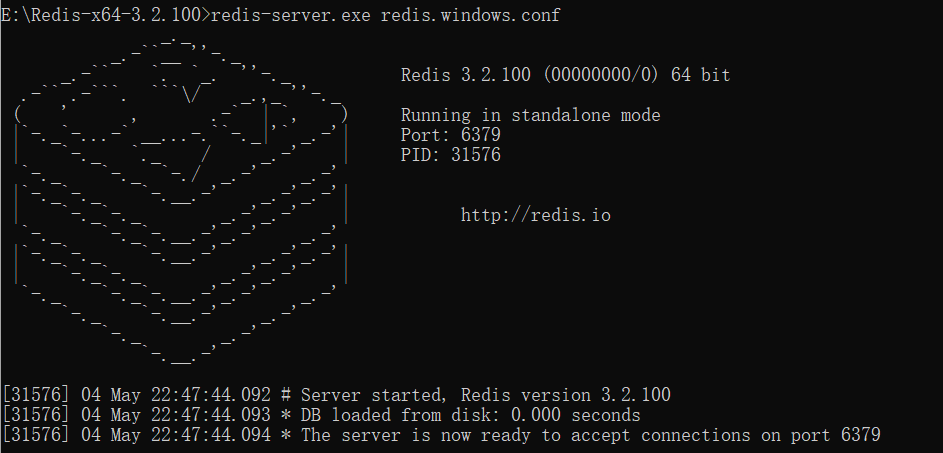 E:\Redis-x64-3.2.100>redis-server.exe redis.windows.conf
Redis 3.2.100 (00000000/0) 64 bit
Running in standalone mode
Port: 6379
PID: 31576
http://redis.io
[31576] 04 May 22:47:44.092 # Server started, Redis version 3.2.100
[31576] 04 May 22:47:44.093 * DB loaded from disk: 0.000 seconds
[31576] 04 May 22:47:44.094 * The server is now ready to accept connections on port 6379